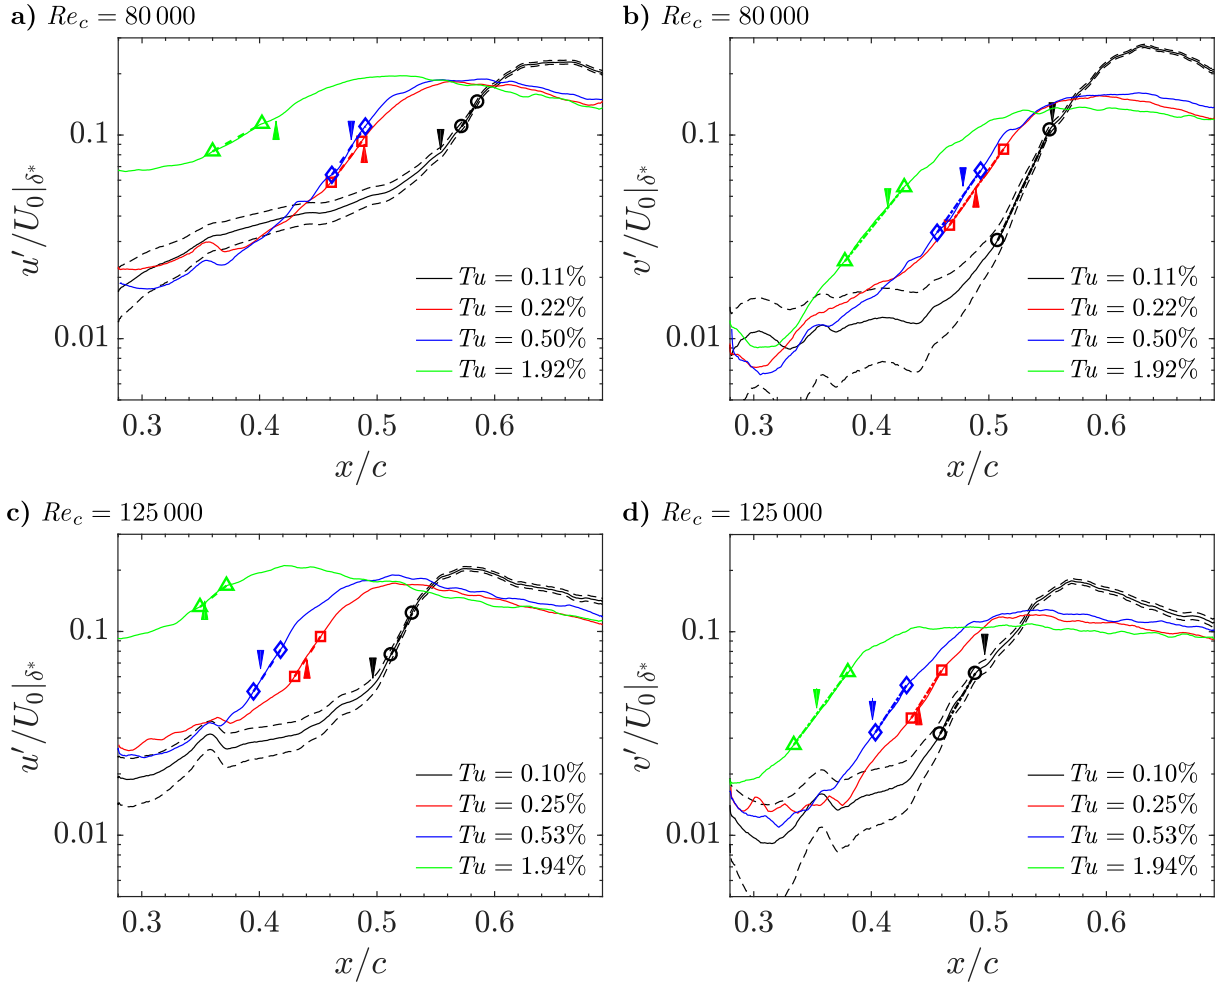 a) Re_c = 80 000
u′/U_0|_δ*
0.1
0.01
Tu = 0.11%
Tu = 0.22%
Tu = 0.50%
Tu = 1.92%
0.3 0.4 0.5 0.6
x/c
b) Re_c = 80 000
v′/U_0|_δ*
0.1
0.01
Tu = 0.11%
Tu = 0.22%
Tu = 0.50%
Tu = 1.92%
0.3 0.4 0.5 0.6
x/c
c) Re_c = 125 000
u′/U_0|_δ*
0.1
0.01
Tu = 0.10%
Tu = 0.25%
Tu = 0.53%
Tu = 1.94%
0.3 0.4 0.5 0.6
x/c
d) Re_c = 125 000
v′/U_0|_δ*
0.1
0.01
Tu = 0.10%
Tu = 0.25%
Tu = 0.53%
Tu = 1.94%
0.3 0.4 0.5 0.6
x/c